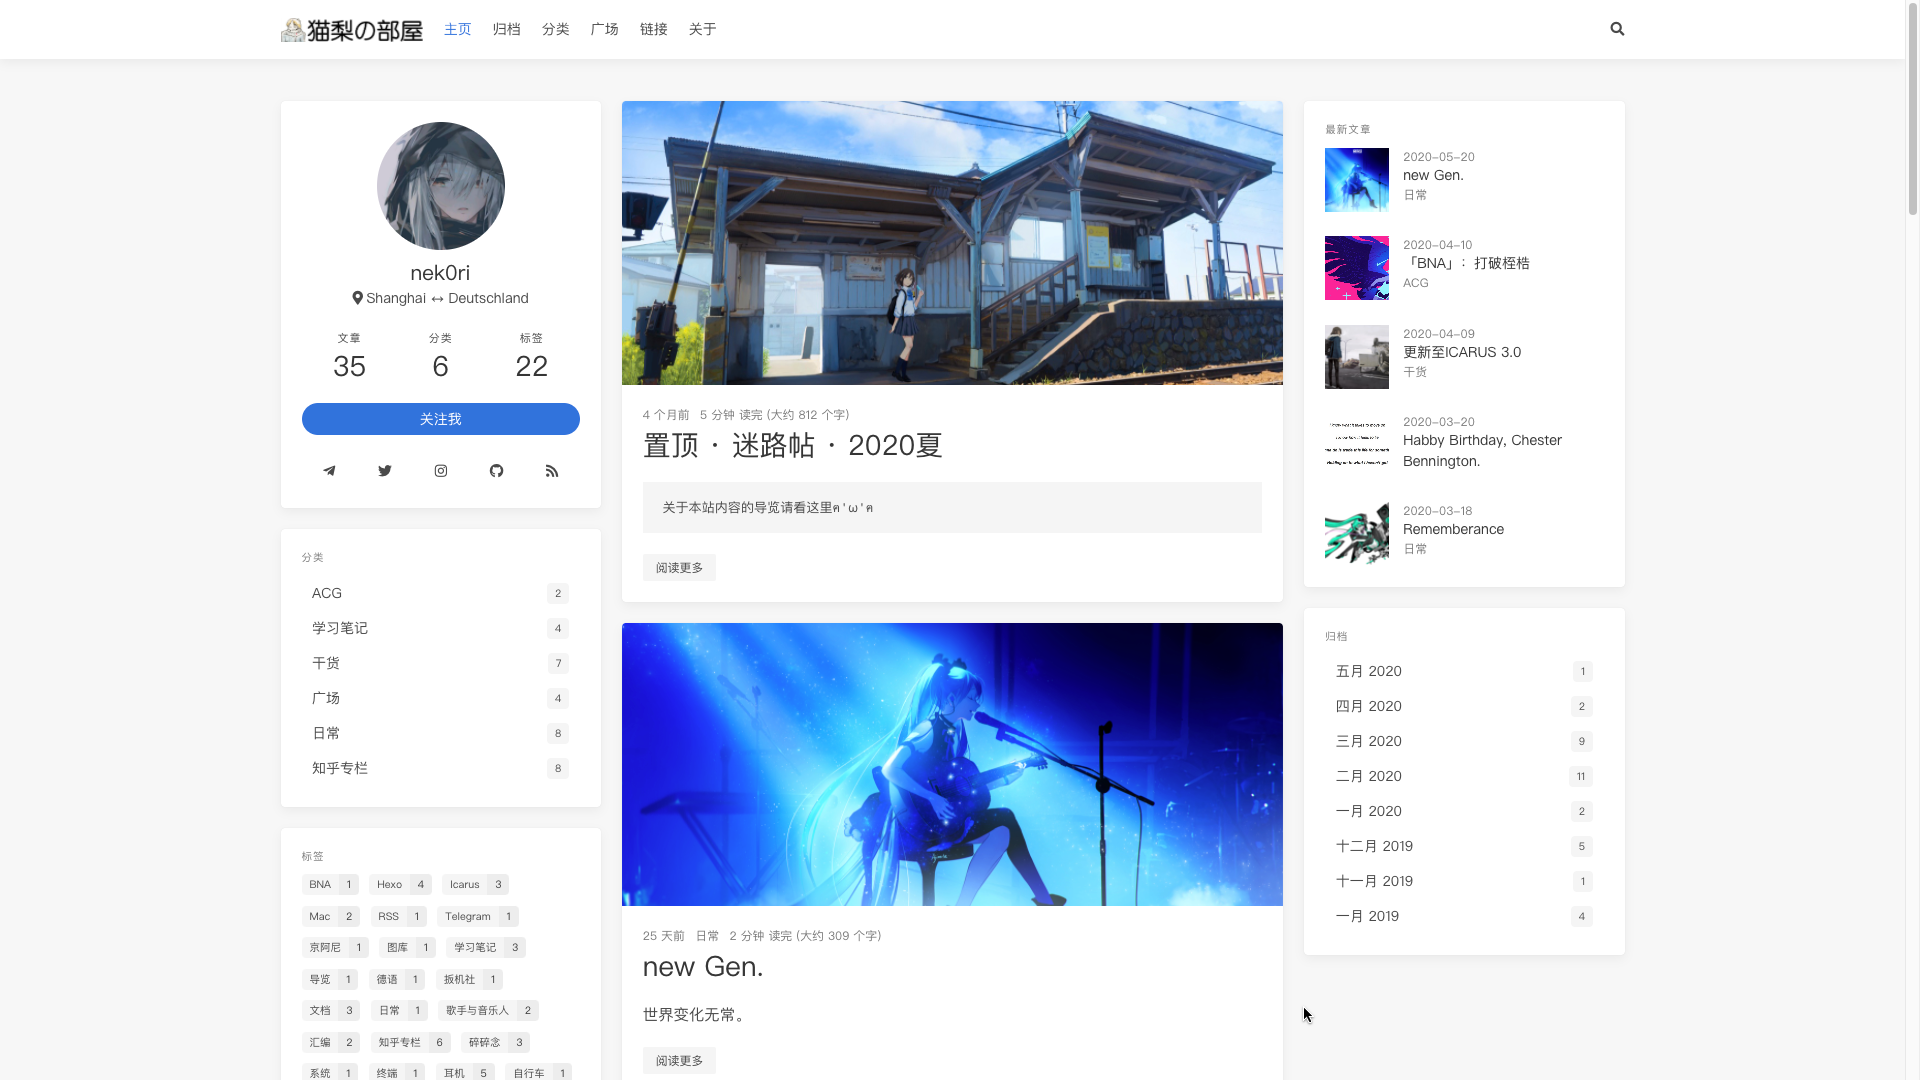 猫梨の部屋
主页
归档
分类
广场
链接
关于
nek0ri
Shanghai ↔ Deutschland
文章
35
分类
6
标签
22
关注我
分类
ACG 2
学习笔记 4
干货 7
广场 4
日常 8
知乎专栏 8
标签
BNA 1 Hexo 4 Icarus 3
Mac 2 RSS 1 Telegram 1
京阿尼 1 图库 1 学习笔记 3
导览 1 德语 1 扳机社 1
文档 3 日常 1 歌手与音乐人 2
汇编 2 知乎专栏 6 碎碎念 3
系统 1 终端 1 耳机 5 自行车 1
4 个月前 5 分钟 读完 (大约 812 个字)
置顶 · 迷路帖 · 2020夏
关于本站内容的导览请看这里ฅ'ω'ฅ
阅读更多
25 天前 日常 2 分钟 读完 (大约 309 个字)
new Gen.
世界变化无常。
阅读更多
最新文章
2020-05-20
new Gen.
日常
2020-04-10
「BNA」：打破桎梏
ACG
2020-04-09
更新至ICARUS 3.0
干货
2020-03-20
Habby Birthday, Chester
Bennington.
2020-03-18
Rememberance
日常
归档
五月 2020 1
四月 2020 2
三月 2020 9
二月 2020 11
一月 2020 2
十二月 2019 5
十一月 2019 1
一月 2019 4